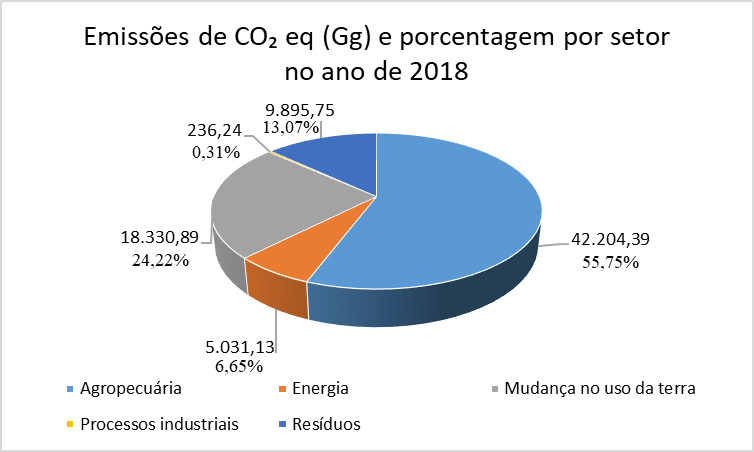 Emissões de CO₂ eq (Gg) e porcentagem por setor
no ano de 2018
9.895,75
13,07%
236,24
0,31%
18.330,89
24,22%
42.204,39
55,75%
5.031,13
6,65%
Agropecuária
Energia
Mudança no uso da terra
Processos industriais
Resíduos